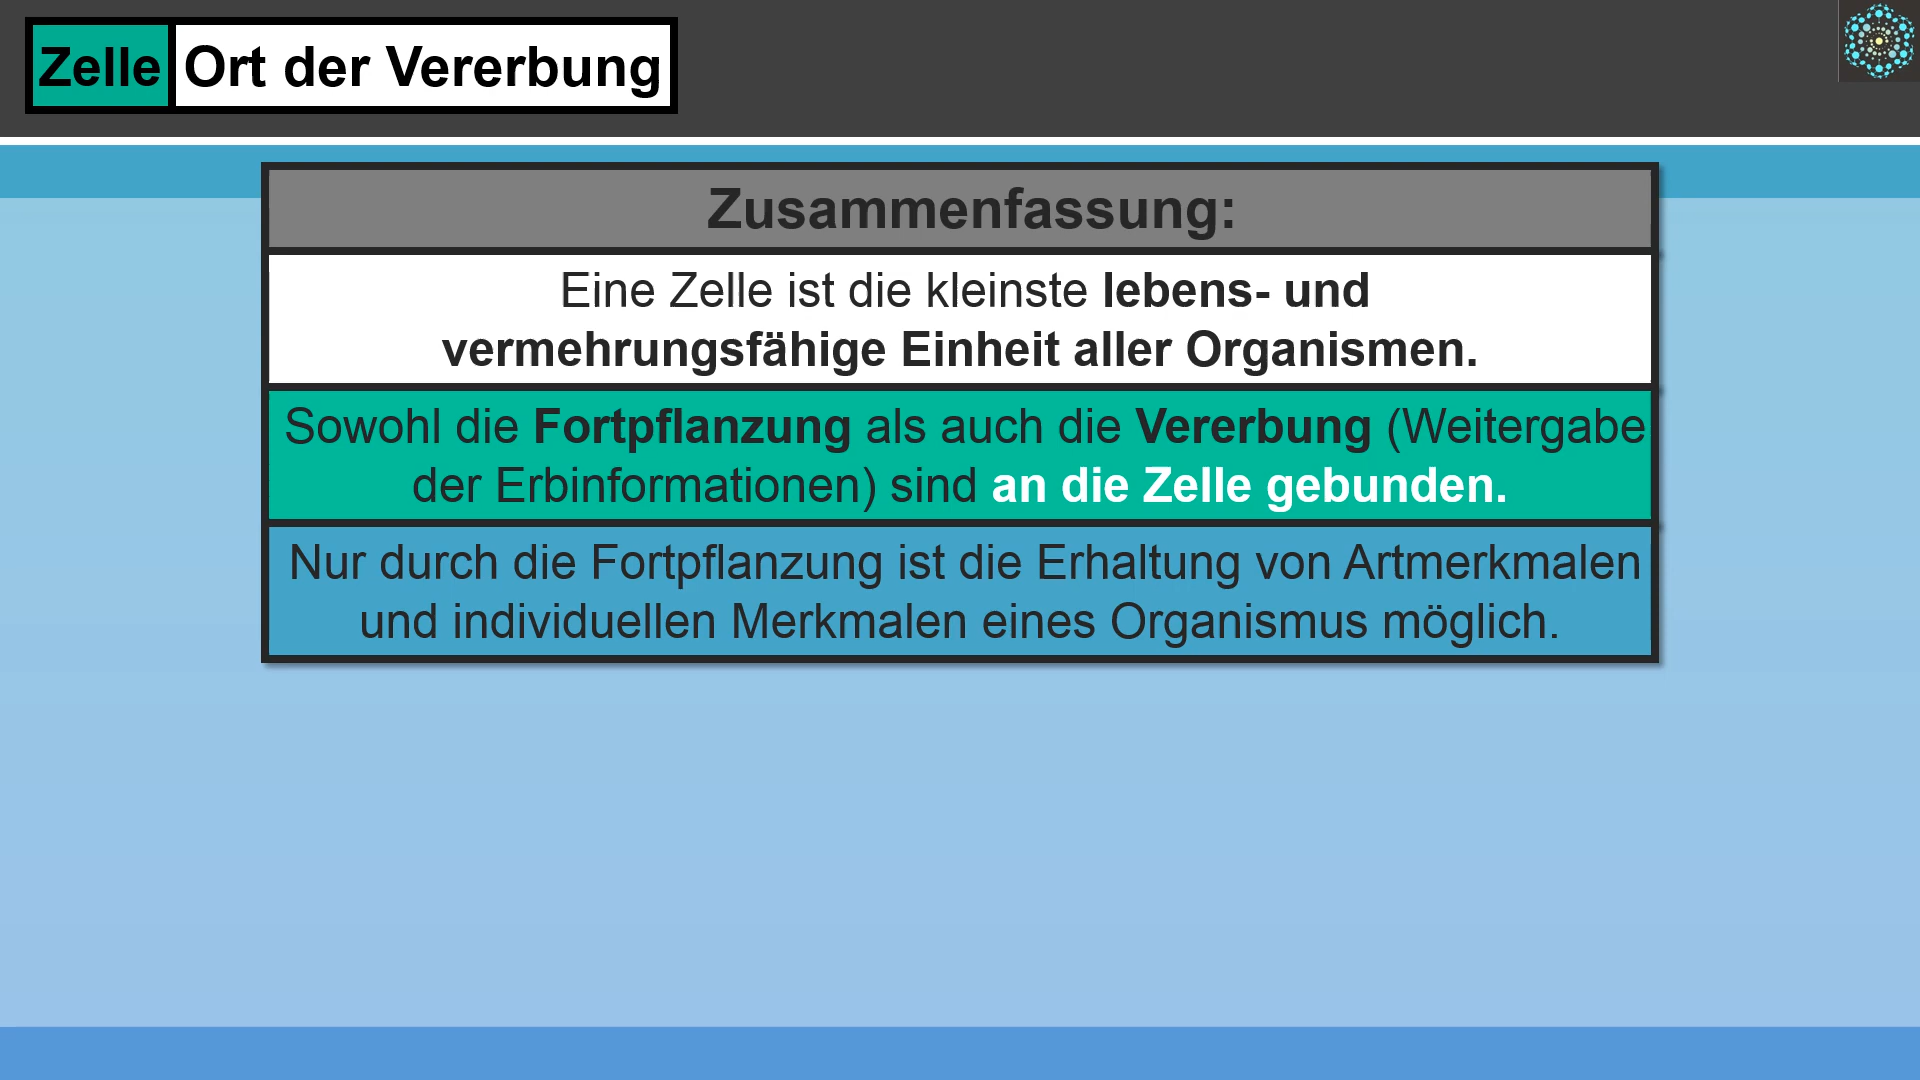 Zelle Ort der Vererbung
Zusammenfassung:
Eine Zelle ist die kleinste lebens- und
vermehrungsfähige Einheit aller Organismen.
Sowohl die Fortpflanzung als auch die Vererbung (Weitergabe
der Erbinformationen) sind an die Zelle gebunden.
Nur durch die Fortpflanzung ist die Erhaltung von Artmerkmalen
und individuellen Merkmalen eines Organismus möglich.